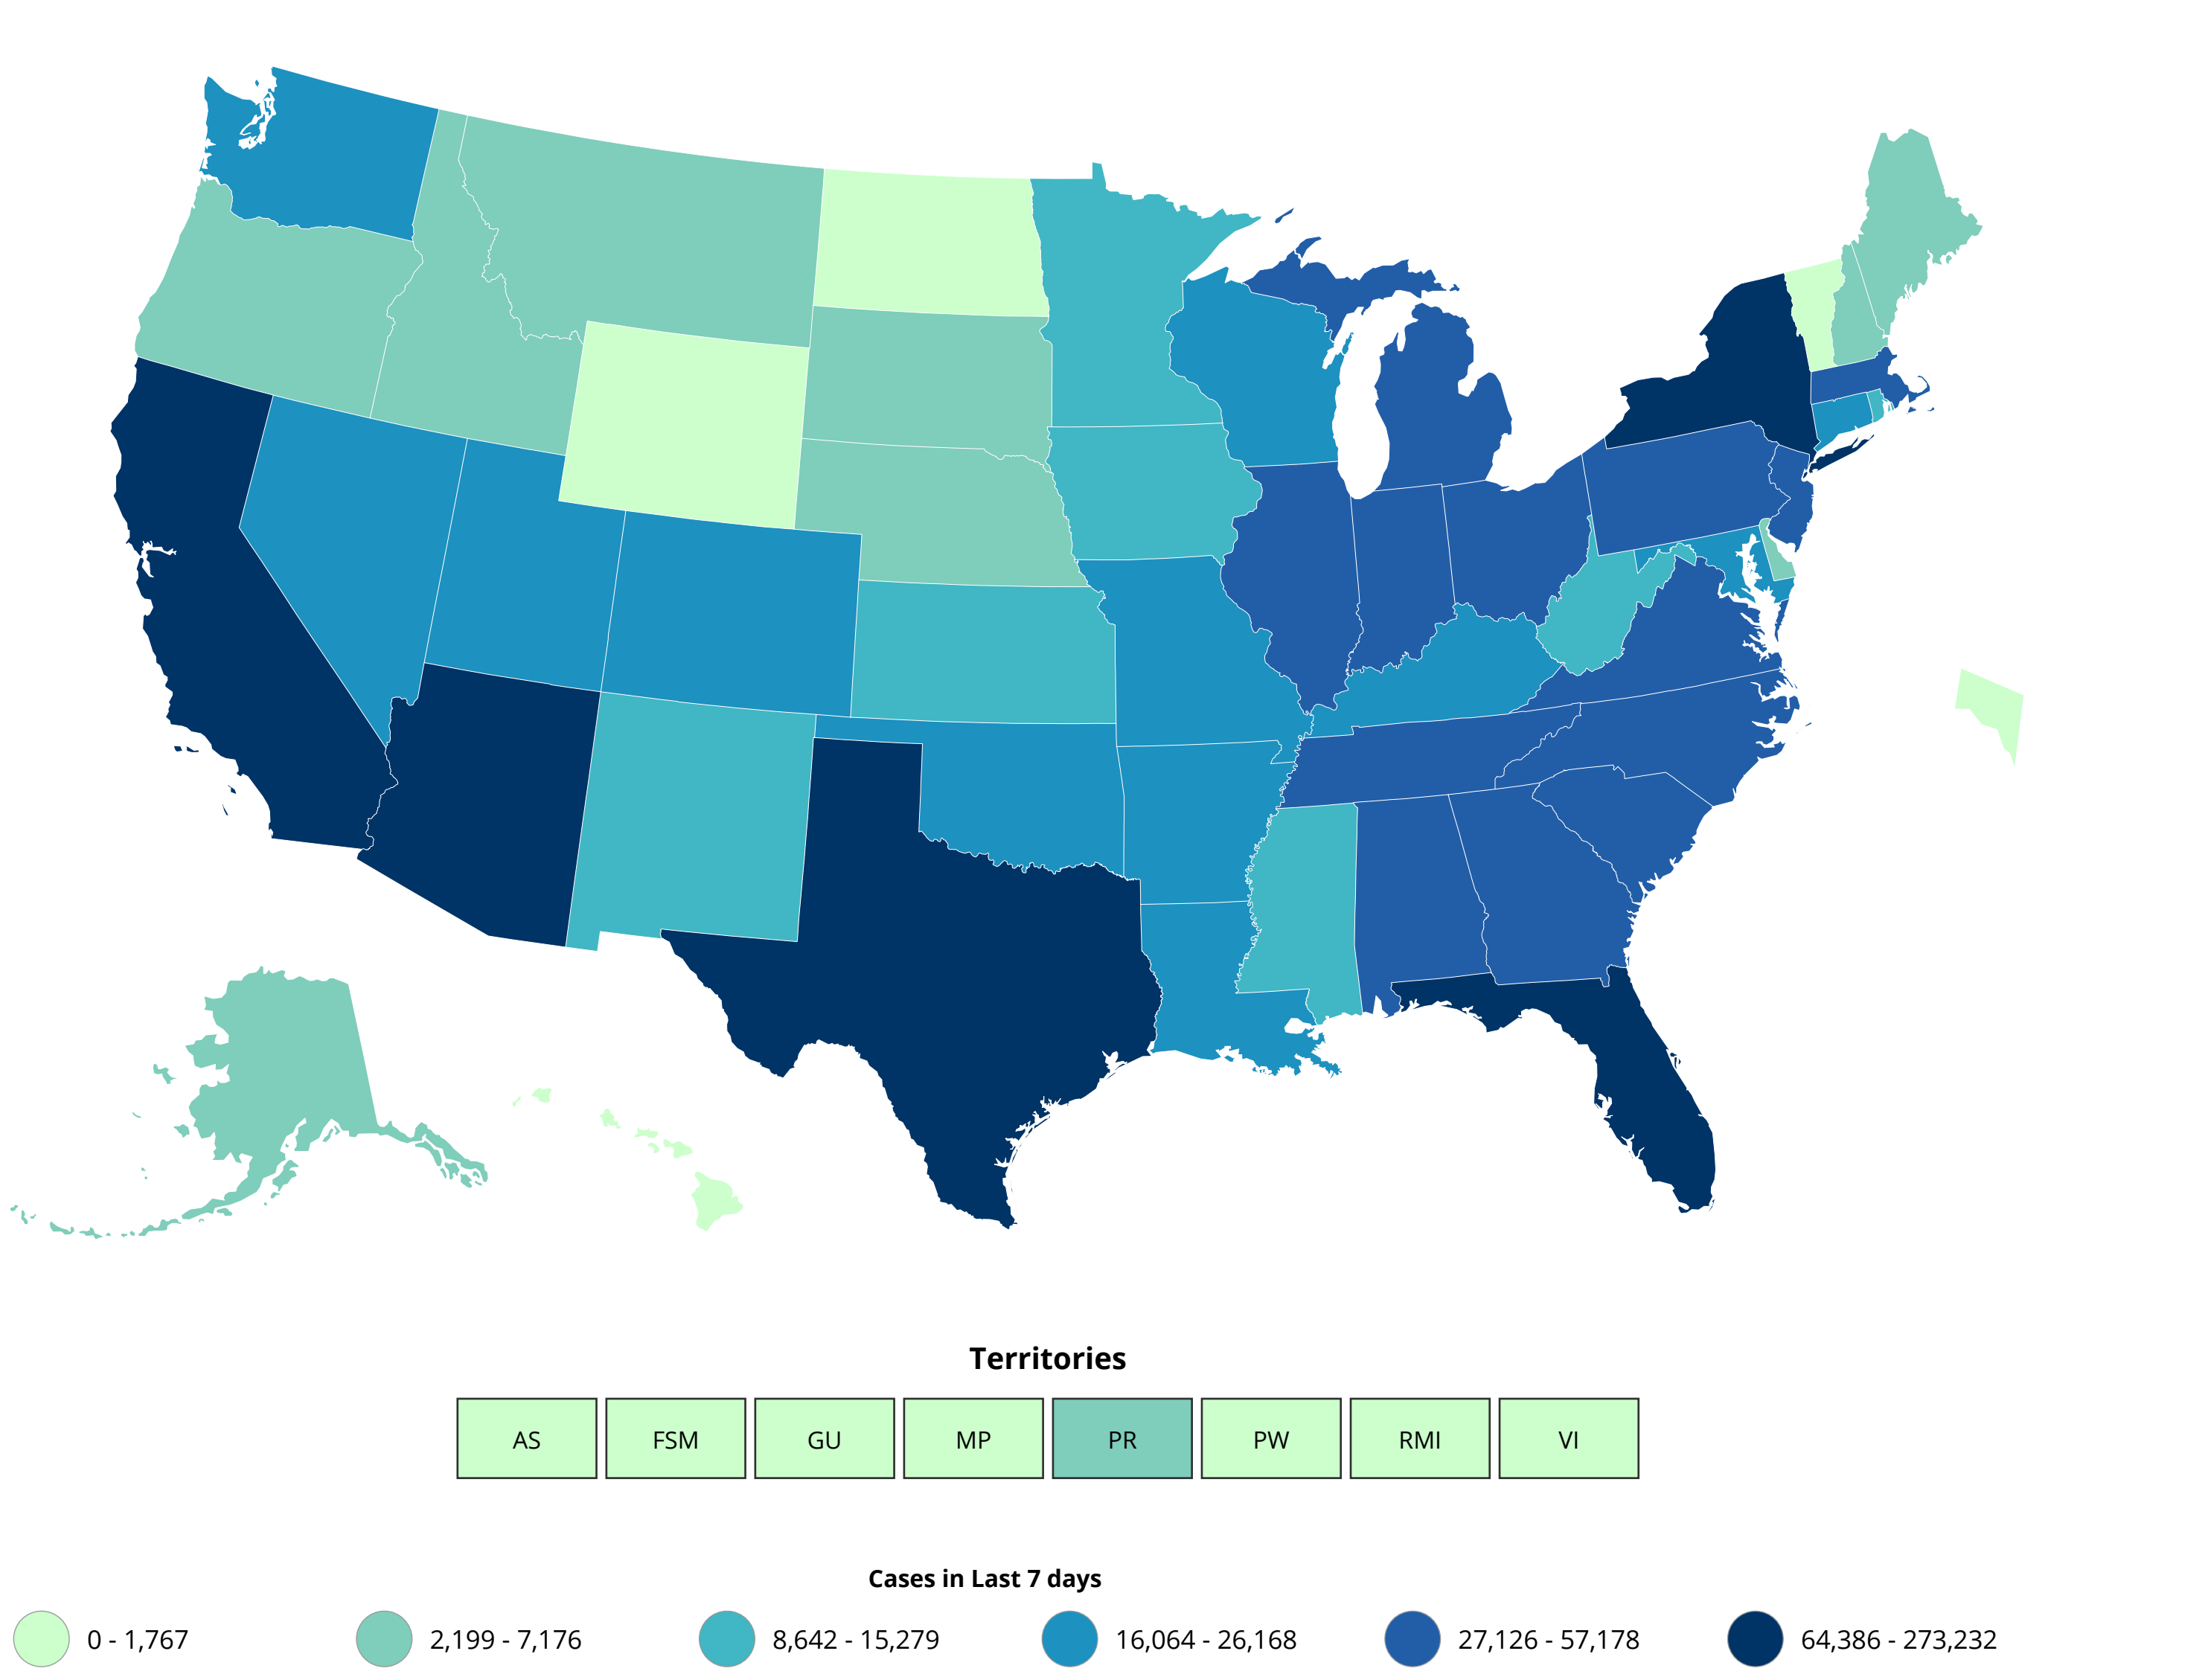 Territories
AS FSM GU MP PR PW RMI VI
Cases in Last 7 days
0 - 1,767 2,199 - 7,176 8,642 - 15,279 16,064 - 26,168 27,126 - 57,178 64,386 - 273,232